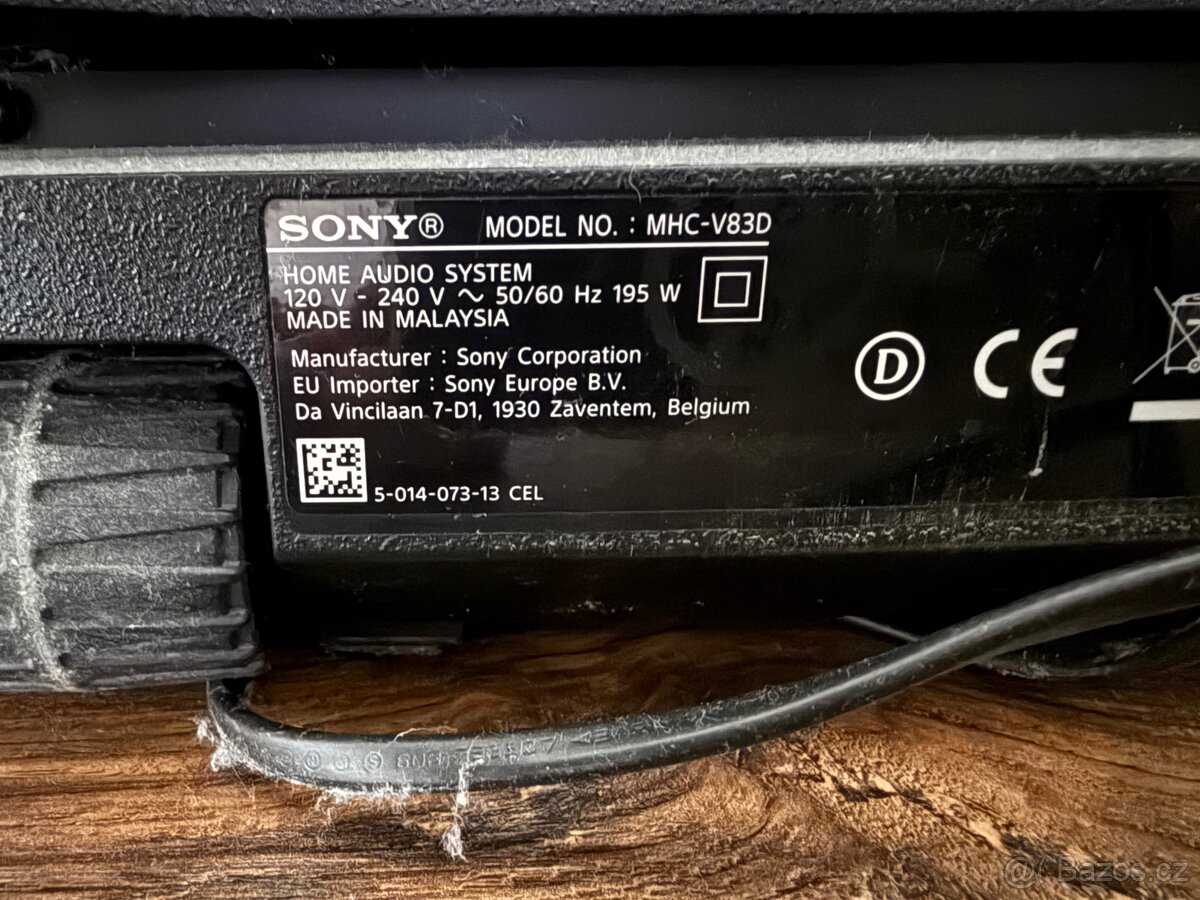 SONY® MODEL NO. : MHC-V83D
HOME AUDIO SYSTEM
120 V - 240 V ~ 50/60 Hz 195 W
MADE IN MALAYSIA
Manufacturer : Sony Corporation
EU Importer : Sony Europe B.V.
Da Vincilaan 7-D1, 1930 Zaventem, Belgium
5-014-073-13 CEL
D
CE
Bazos.cz